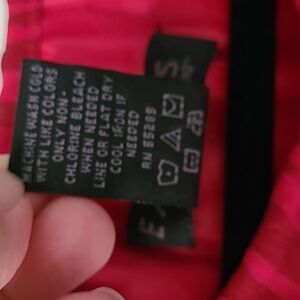 MACHINE WASH COLD
WITH LIKE COLORS
ONLY NON-
CHLORINE BLEACH
WHEN NEEDED
LINE OR FLAT DRY
COOL IRON IF
NEEDED
RN 55285
S